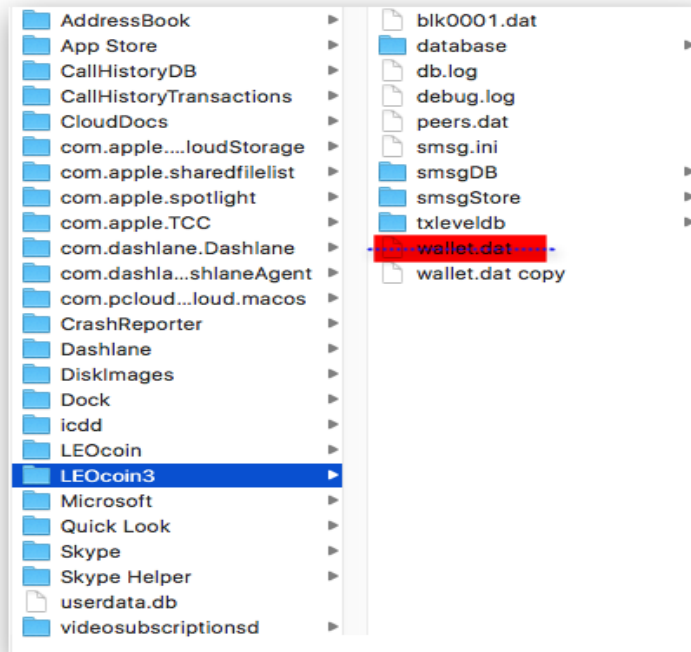 AddressBook
App Store
CallHistoryDB
CallHistoryTransactions
CloudDocs
com.apple....loudStorage
com.apple.sharedfilelist
com.apple.spotlight
com.apple.TCC
com.dashlane.Dashlane
com.dashla...shlaneAgent
com.pcloud...loud.macos
CrashReporter
Dashlane
DiskImages
Dock
icdd
LEOcoin
LEOcoin3
Microsoft
Quick Look
Skype
Skype Helper
userdata.db
videosubscriptionsd
blk0001.dat
database
db.log
debug.log
peers.dat
smsg.ini
smsgDB
smsgStore
txleveldb
wallet.dat
wallet.dat copy